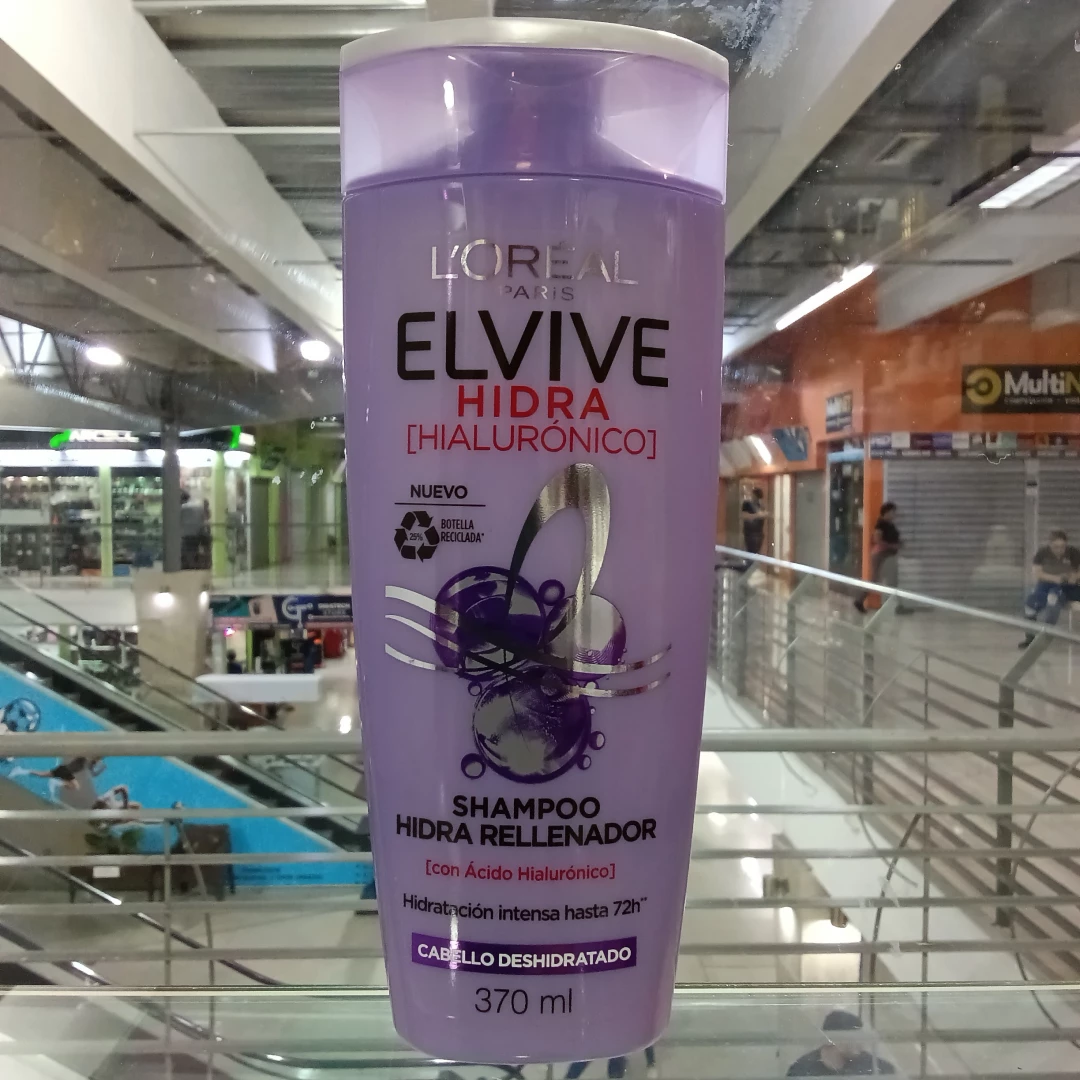 L'ORÉAL
PARIS
ELVIVE
HIDRA
[HIALURÓNICO]
NUEVO
25%
BOTELLA
RECICLADA*
SHAMPOO
HIDRA RELLENADOR
[con Ácido Hialurónico]
Hidratación intensa hasta 72h**
CABELLO DESHIDRATADO
370 ml
MultiN